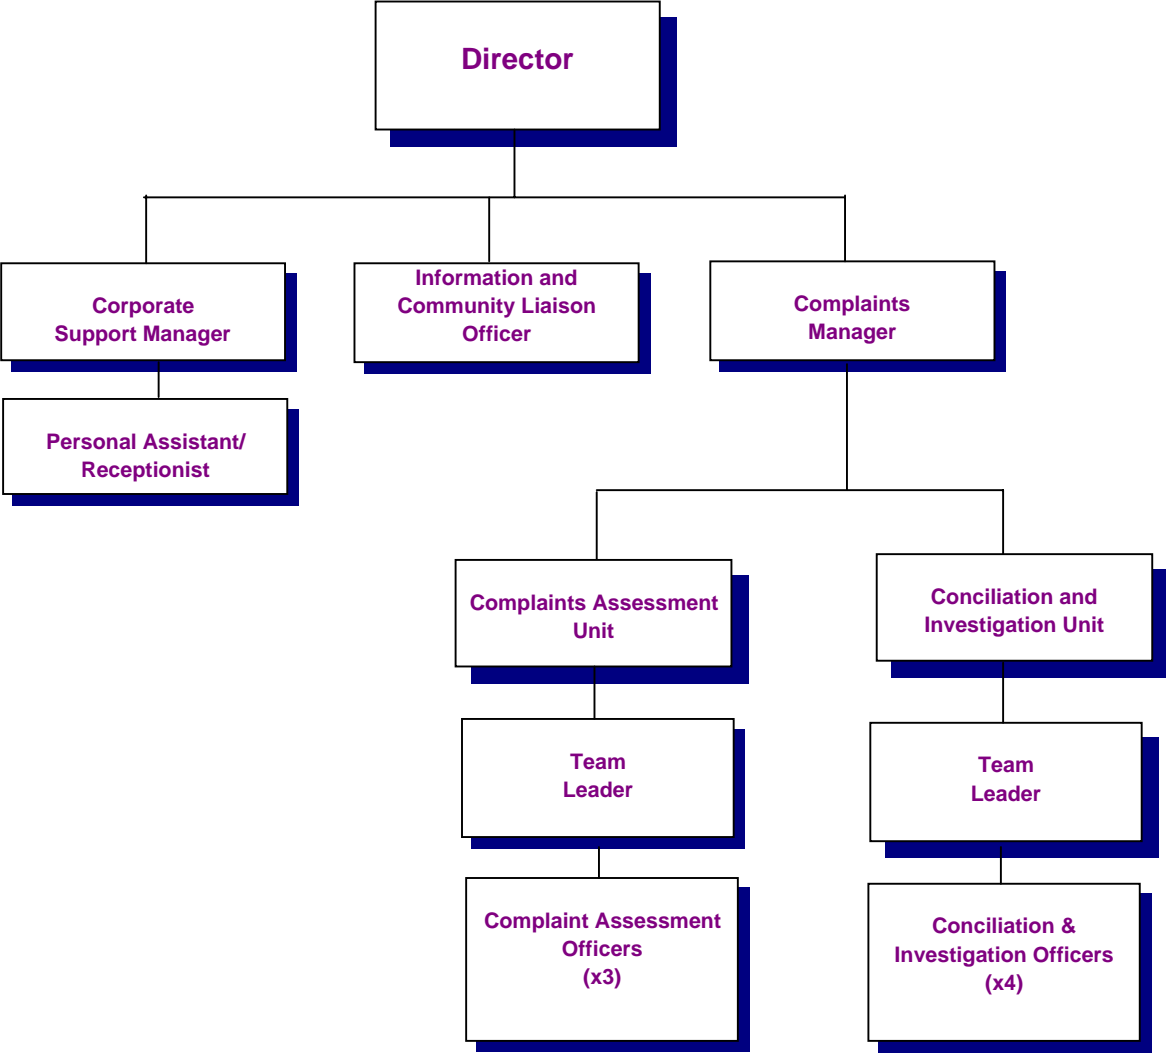 Director
Corporate
Support Manager
Information and
Community Liaison
Officer
Complaints
Manager
Personal Assistant/
Receptionist
Complaints Assessment
Unit
Conciliation and
Investigation Unit
Team
Leader
Team
Leader
Complaint Assessment
Officers
(x3)
Conciliation &
Investigation Officers
(x4)